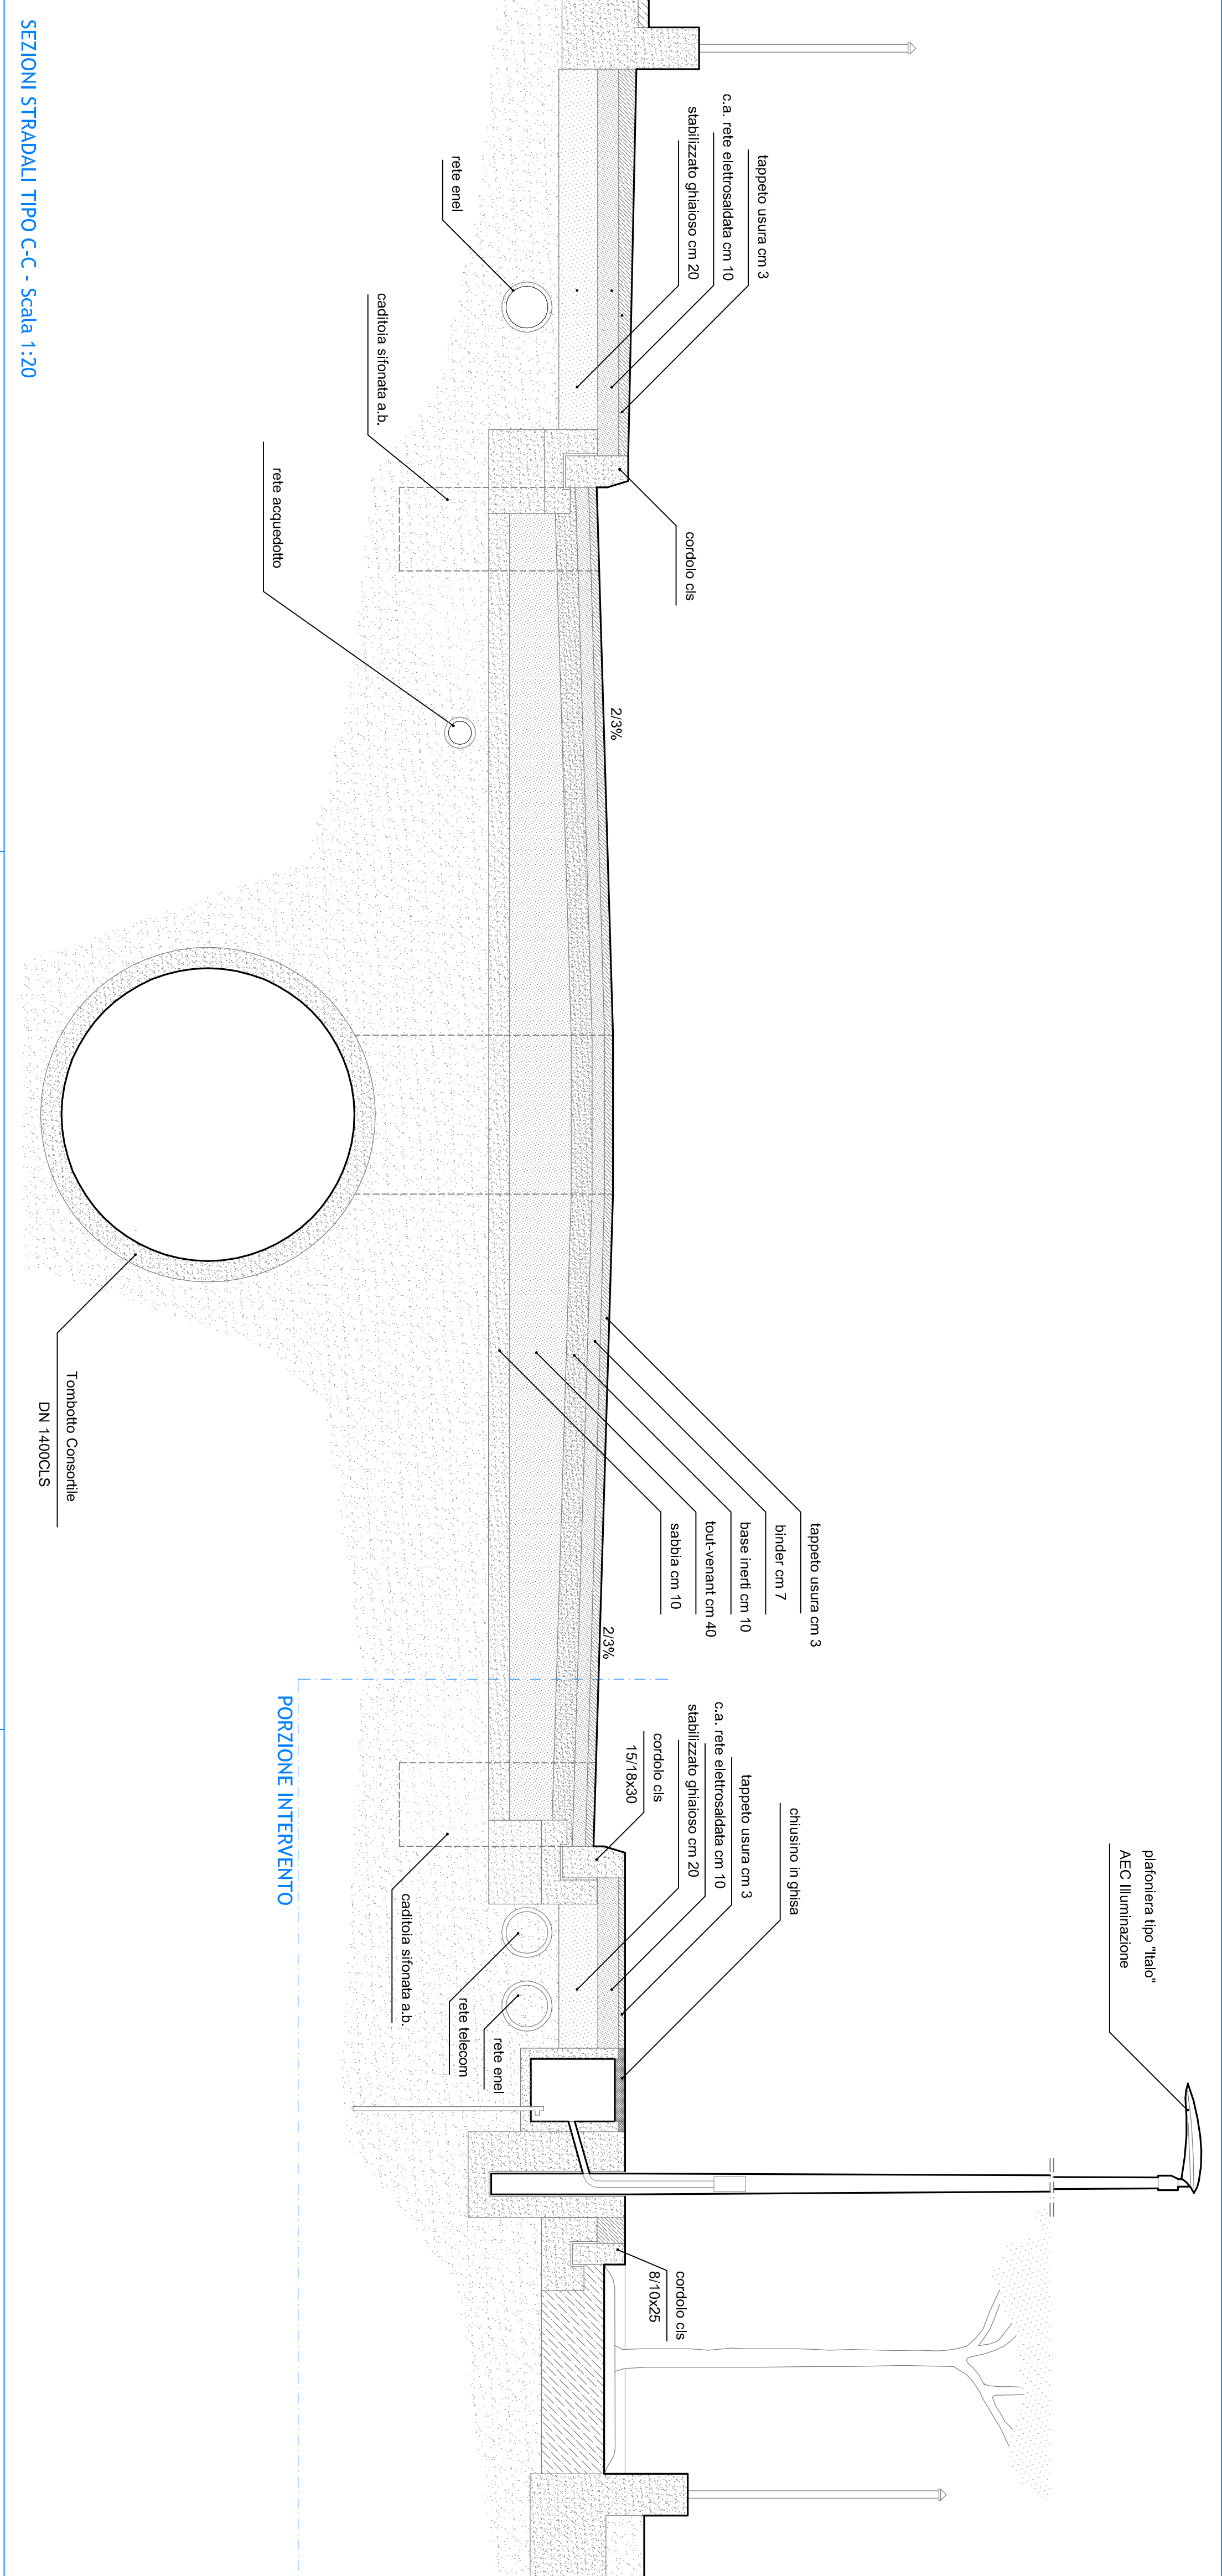 SEZIONI STRADALI TIPO C-C - Scala 1:20
tappeto usura cm 3
c.a. rete elettrosaldata cm 10
stabilizzato ghiaioso cm 20
rete enel
caditoia sifonata a.b.
rete acquedotto
cordolo cls
2/3%
Tombotto Consortile
DN 1400CLS
tappeto usura cm 3
binder cm 7
base inerti cm 10
tout-venant cm 40
sabbia cm 10
2/3%
PORZIONE INTERVENTO
cordolo cls
15/18x30
stabilizzato ghiaioso cm 20
c.a. rete elettrosaldata cm 10
tappeto usura cm 3
chiusino in ghisa
caditoia sifonata a.b.
rete telecom
rete enel
plafoniera tipo "Italo"
AEC Illuminazione
cordolo cls
8/10x25